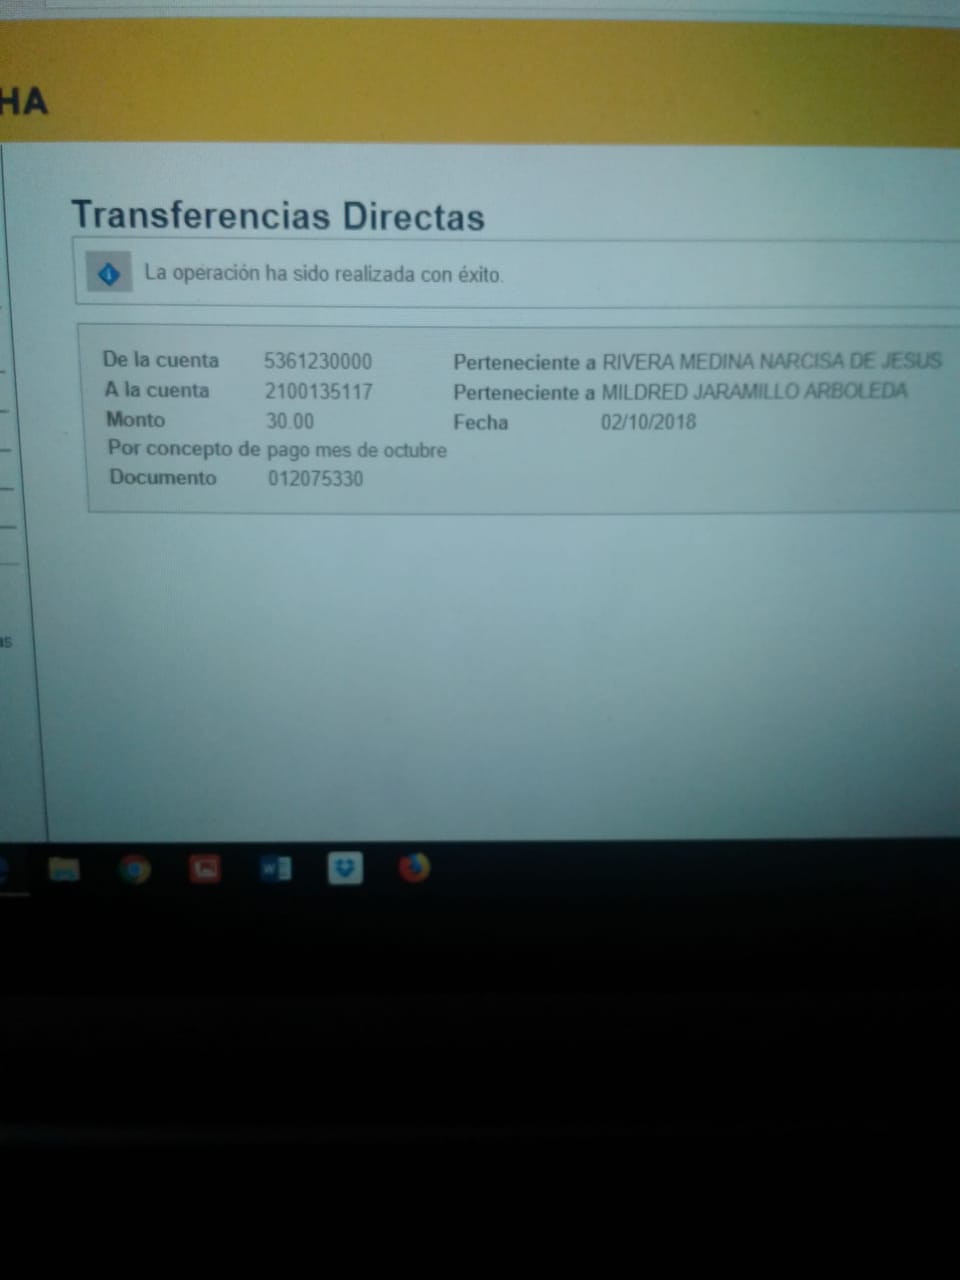 HA
Transferencias Directas
La operación ha sido realizada con éxito.
De la cuenta 5361230000 Perteneciente a RIVERA MEDINA NARCISA DE JESUS
A la cuenta 2100135117 Perteneciente a MILDRED JARAMILLO ARBOLEDA
Monto 30.00 Fecha 02/10/2018
Por concepto de pago mes de octubre
Documento 012075330
as